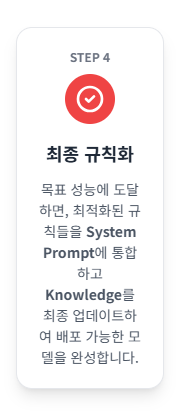 STEP 4
최종 규칙화
목표 성능에 도달
하면, 최적화된 규
칙들을 System
Prompt에 통합
하고
Knowledge를
최종 업데이트하
여 배포 가능한 모
델을 완성합니다.